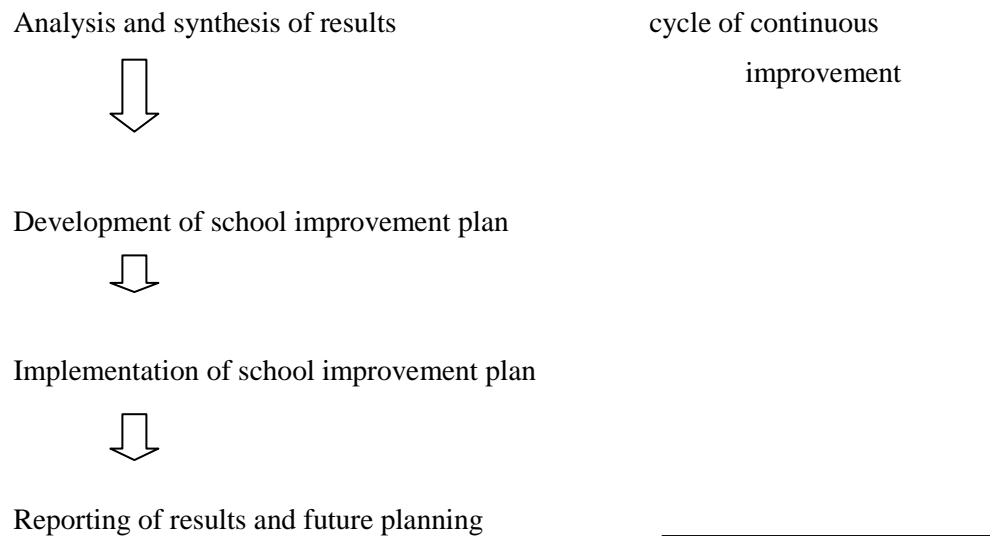 Analysis and synthesis of results
cycle of continuous
improvement
Development of school improvement plan
Implementation of school improvement plan
Reporting of results and future planning